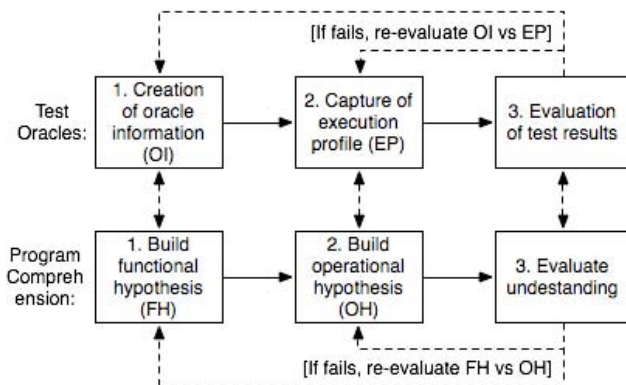 [If fails, re-evaluate OI vs EP]
Test
Oracles:
1. Creation
of oracle
information
(OI)
2. Capture of
execution
profile (EP)
3. Evaluation
of test results
Program
Compreh
ension:
1. Build
functional
hypothesis
(FH)
2. Build
operational
hypothesis
(OH)
3. Evaluate
undestanding
[If fails, re-evaluate FH vs OH]